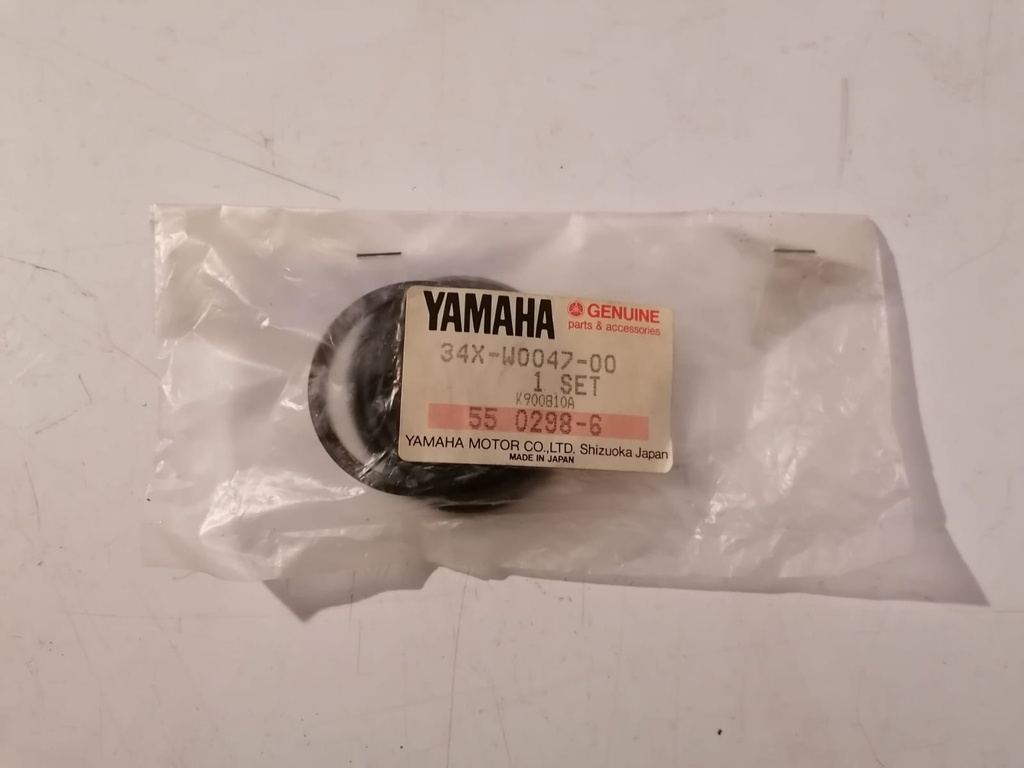 YAMAHA GENUINE
parts & accessories
34X-W0047-00
1 SET
K900810A
55 0298-6
YAMAHA MOTOR CO.,LTD. Shizuoka Japan
MADE IN JAPAN